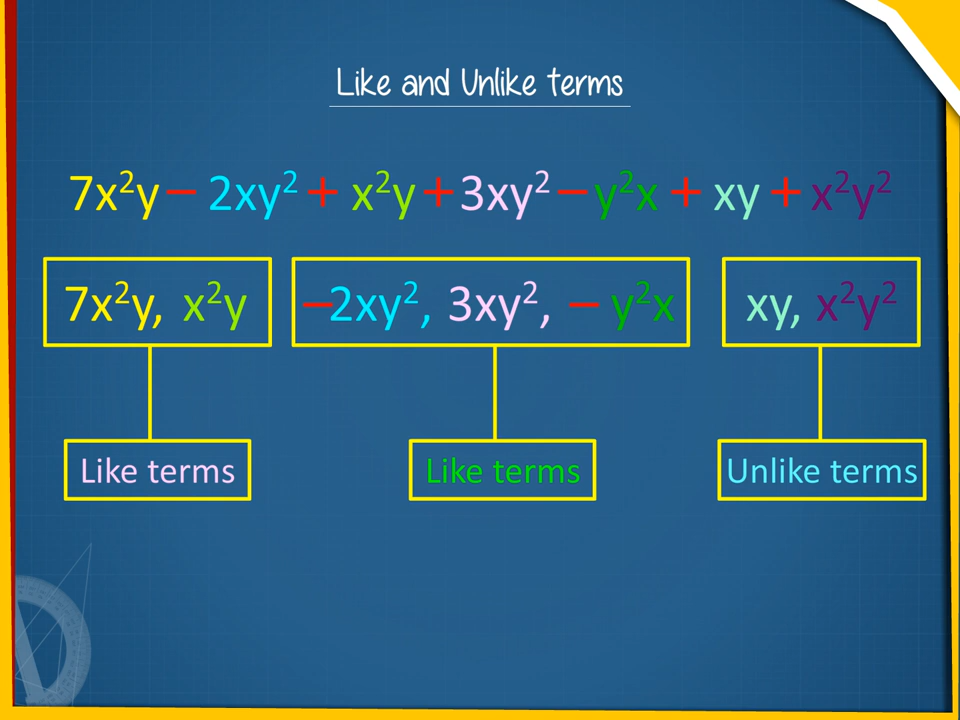 Like and Unlike terms
7x²y – 2xy² + x²y + 3xy² – y²x + xy + x²y²
7x²y, x²y –2xy², 3xy², – y²x xy, x²y²
Like terms Like terms Unlike terms